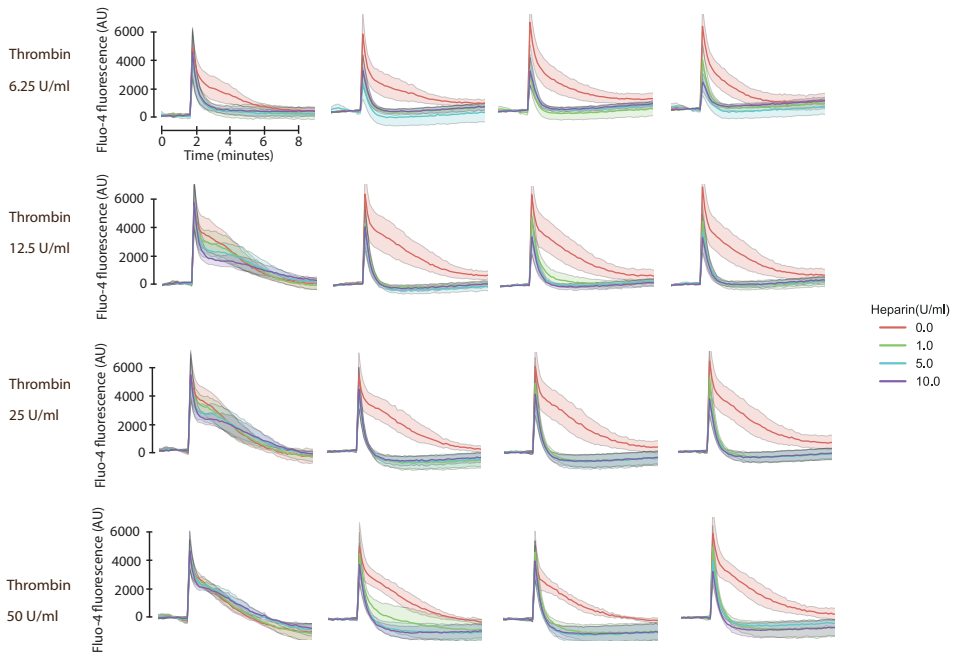 Fluo-4 fluorescence (AU)
6000
4000
2000
0
Thrombin
6.25 U/ml
0 2 4 6 8
Time (minutes)
Fluo-4 fluorescence (AU)
6000
4000
2000
0
Thrombin
12.5 U/ml
Heparin(U/ml)
0.0
1.0
5.0
10.0
Fluo-4 fluorescence (AU)
6000
4000
2000
0
Thrombin
25 U/ml
Fluo-4 fluorescence (AU)
6000
4000
2000
0
Thrombin
50 U/ml